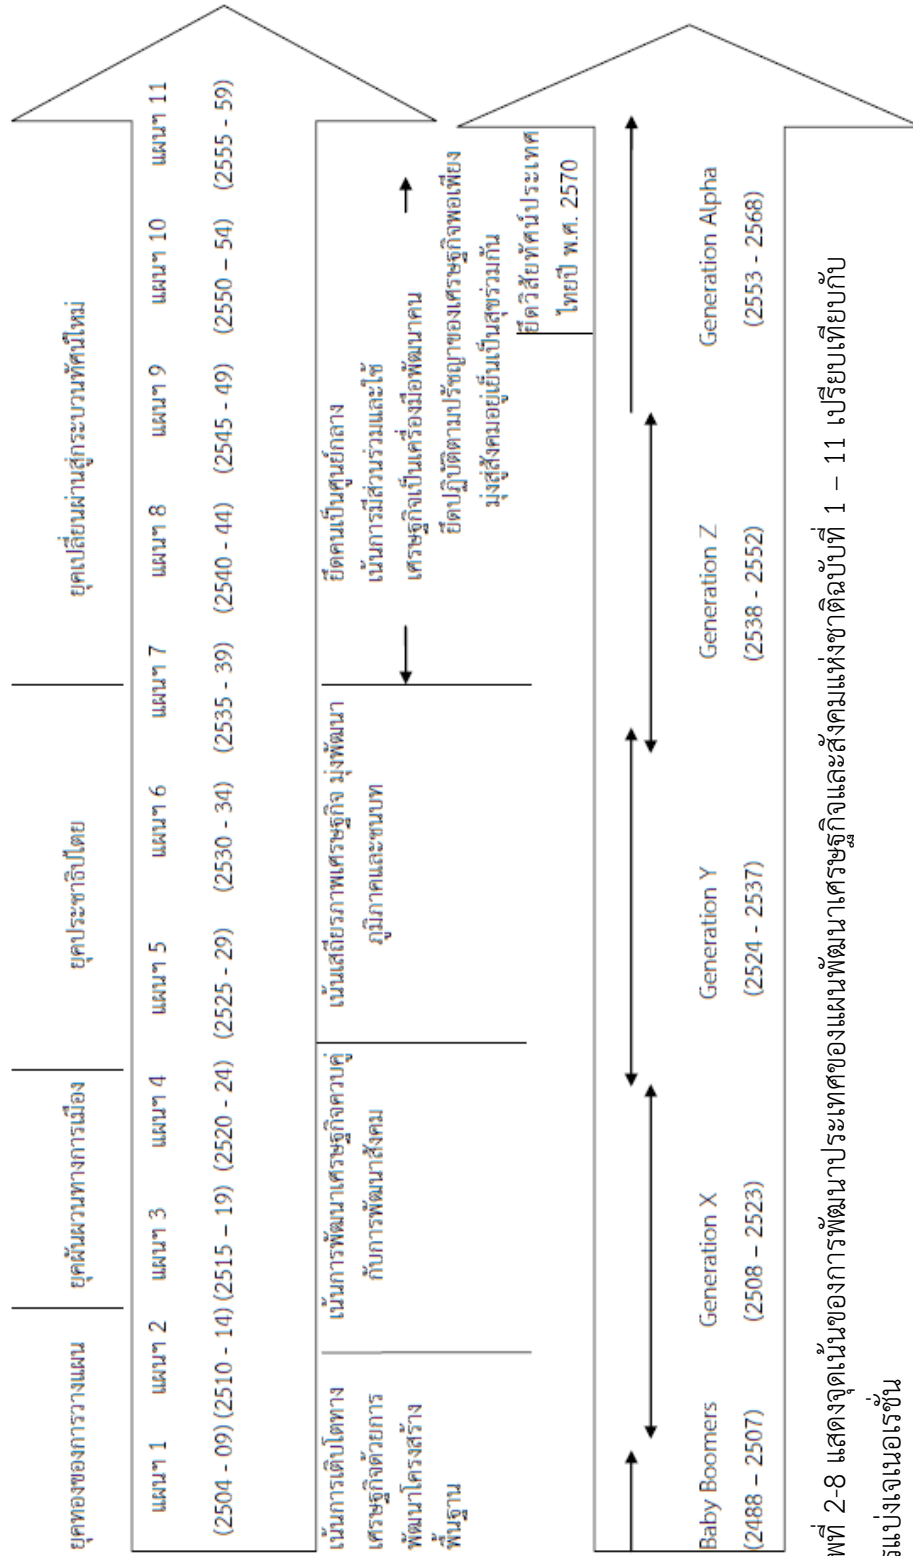 ยุคทองของการวางแผน
ยุคผันผวนทางการเมือง
ยุคประชาธิปไตย
ยุคเปลี่ยนผ่านสู่กระบวนทัศน์ใหม่
แผนฯ 1
แผนฯ 2
แผนฯ 3
แผนฯ 4
แผนฯ 5
แผนฯ 6
แผนฯ 7
แผนฯ 8
แผนฯ 9
แผนฯ 10
แผนฯ 11
(2504 - 09)
(2510 - 14)
(2515 – 19)
(2520 – 24)
(2525 - 29)
(2530 – 34)
(2535 - 39)
(2540 - 44)
(2545 - 49)
(2550 – 54)
(2555 – 59)
เน้นการเติบโตทาง
เศรษฐกิจด้วยการ
พัฒนาโครงสร้าง
พื้นฐาน
เน้นการพัฒนาเศรษฐกิจควบคู่
กับการพัฒนาสังคม
เน้นเสถียรภาพเศรษฐกิจ มุ่งพัฒนา
ภูมิภาคและชนบท
ยึดคนเป็นศูนย์กลาง
เน้นการมีส่วนร่วมและใช้
เศรษฐกิจเป็นเครื่องมือพัฒนาคน
ยึดปฏิบัติตามปรัชญาของเศรษฐกิจพอเพียง
มุ่งสู่สังคมอยู่เย็นเป็นสุขร่วมกัน
ยึดวิสัยทัศน์ประเทศ
ไทยปี พ.ศ. 2570
Baby Boomers
(2488 – 2507)
Generation X
(2508 – 2523)
Generation Y
(2524 - 2537)
Generation Z
(2538 - 2552)
Generation Alpha
(2553 - 2568)
พที่ 2-8 แสดงจุดเน้นของการพัฒนาประเทศของแผนพัฒนาเศรษฐกิจและสังคมแห่งชาติฉบับที่ 1 – 11 เปรียบเทียบกับ
รแบ่งเจเนอเรชั่น